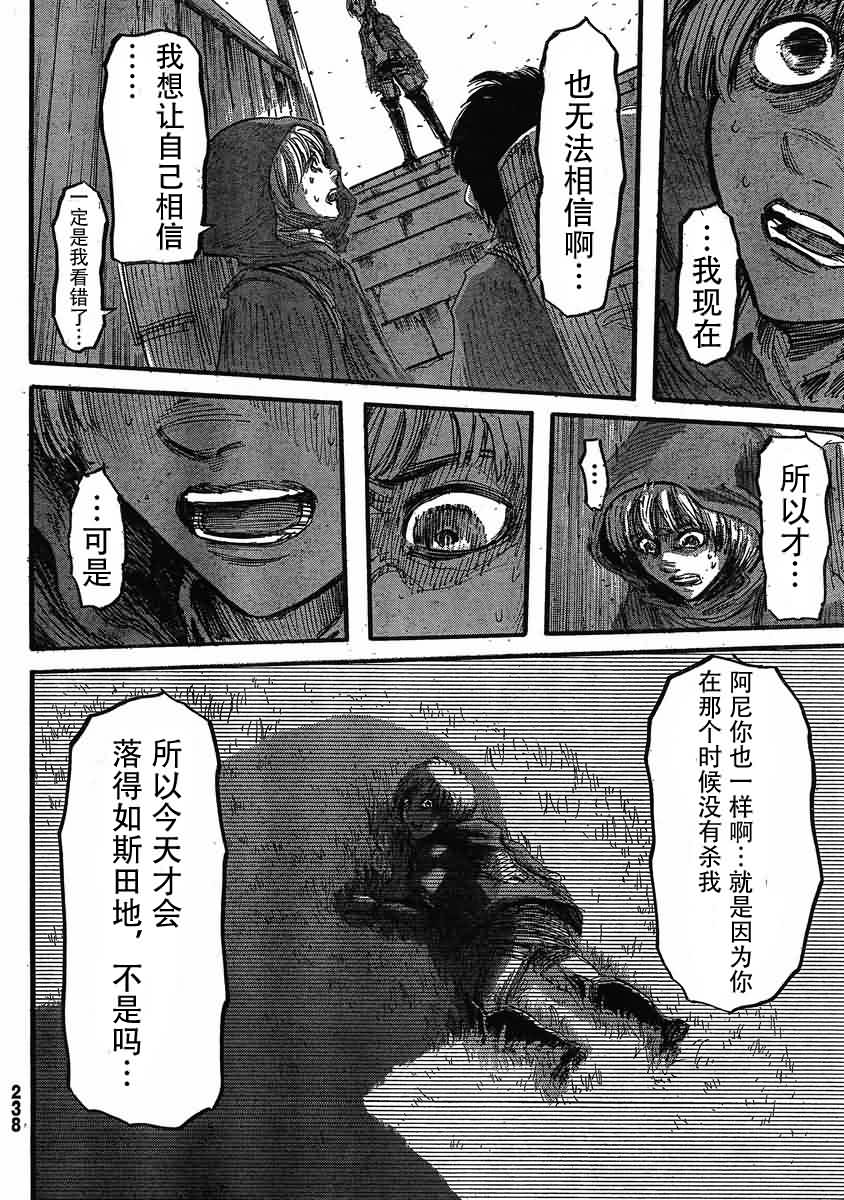 …我现在
也无法相信啊…
我想让自己相信
……
一定是我看错了…
所以才…
…
…可是
阿尼你也一样啊…就是因为你
在那个时候没有杀我
所以今天才会
落得如斯田地，不是吗…
238